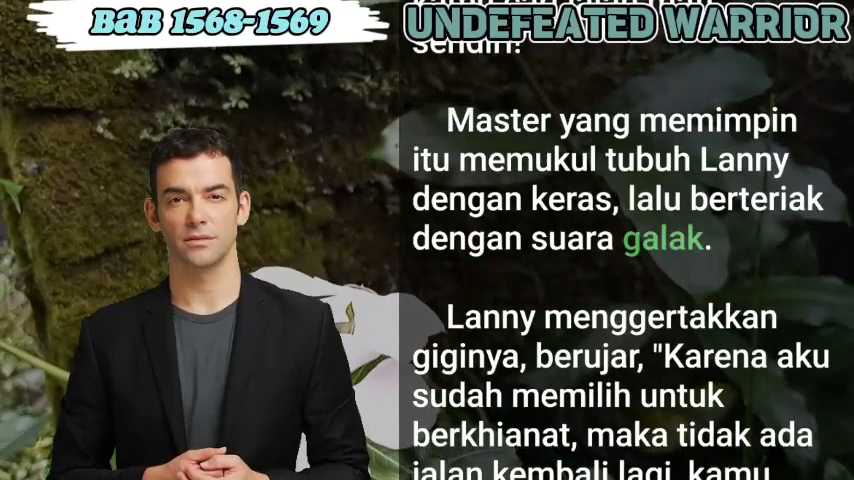 BAB 1568-1569
UNDEFEATED WARRIOR
sendiri?
Master yang memimpin
itu memukul tubuh Lanny
dengan keras, lalu berteriak
dengan suara galak.
Lanny menggertakkan
giginya, berujar, "Karena aku
sudah memilih untuk
berkhianat, maka tidak ada
jalan kembali lagi, kamu